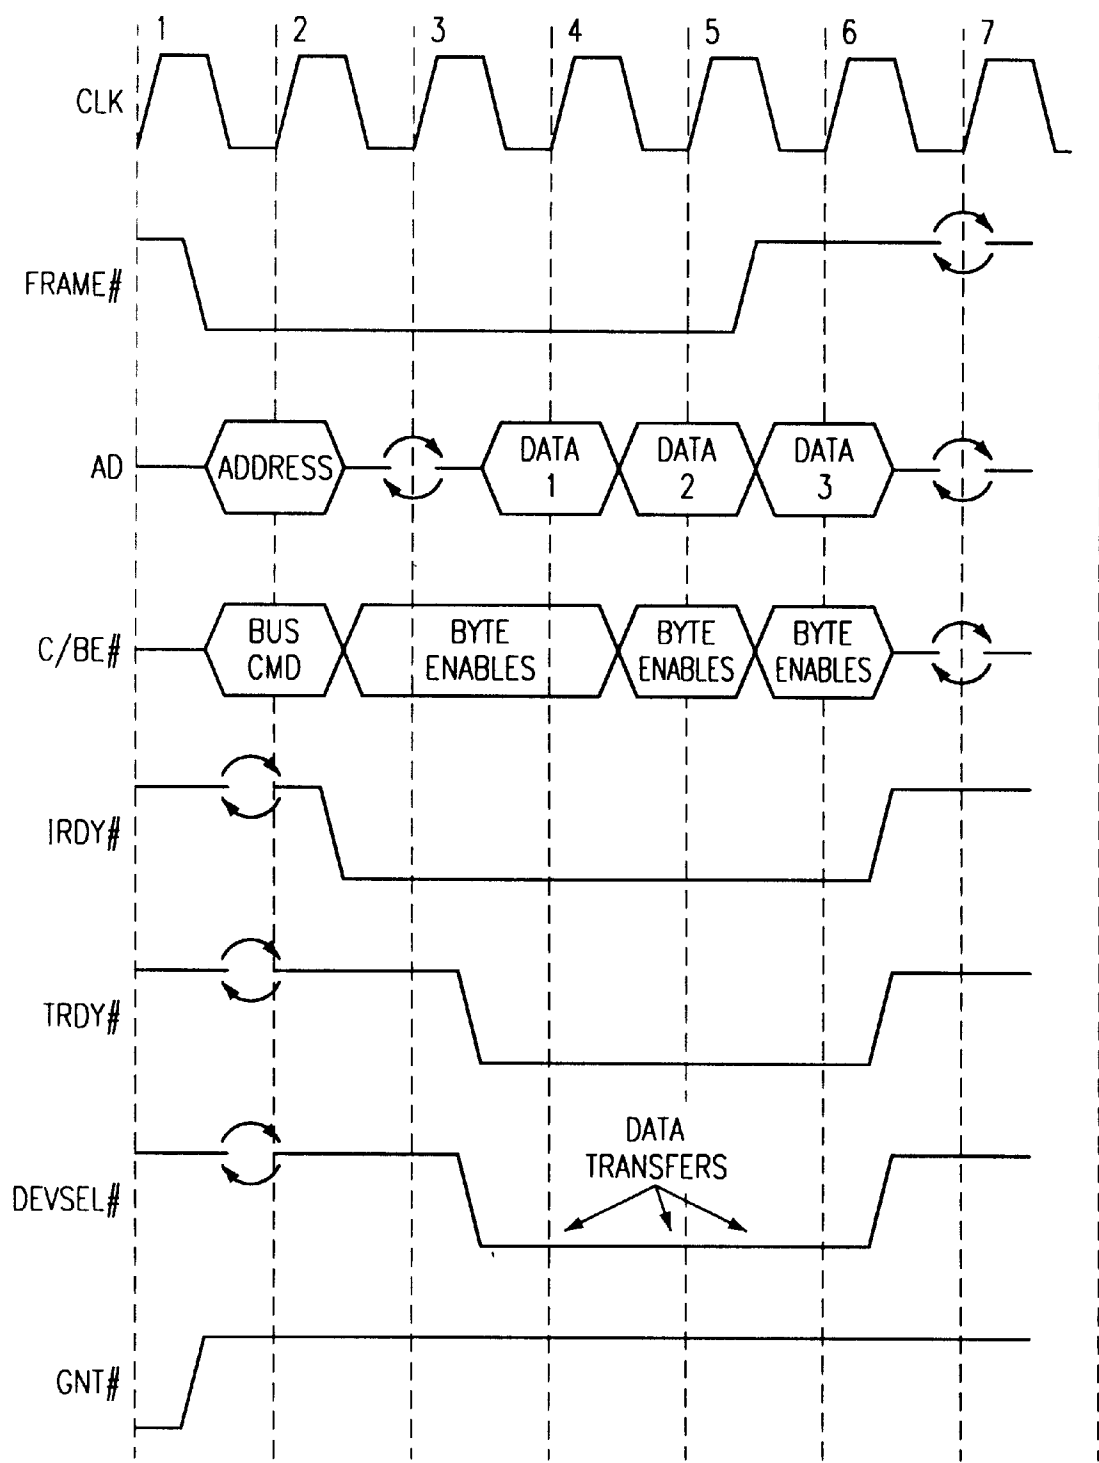 1 2 3 4 5 6 7
CLK
FRAME#
AD
ADDRESS
DATA
1
DATA
2
DATA
3
C/BE#
BUS
CMD
BYTE
ENABLES
BYTE
ENABLES
BYTE
ENABLES
IRDY#
TRDY#
DATA
TRANSFERS
DEVSEL#
GNT#